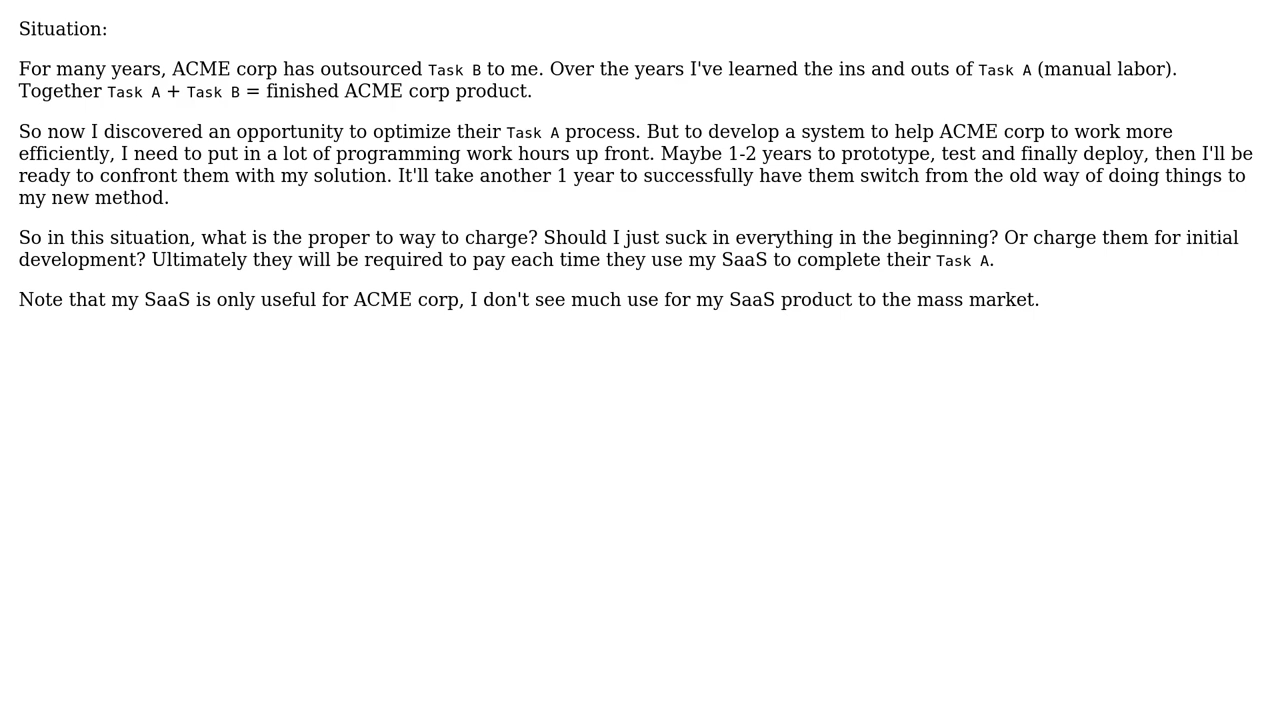 Situation:
For many years, ACME corp has outsourced Task B to me. Over the years I've learned the ins and outs of Task A (manual labor).
Together Task A + Task B = finished ACME corp product.
So now I discovered an opportunity to optimize their Task A process. But to develop a system to help ACME corp to work more
efficiently, I need to put in a lot of programming work hours up front. Maybe 1-2 years to prototype, test and finally deploy, then I'll be
ready to confront them with my solution. It'll take another 1 year to successfully have them switch from the old way of doing things to
my new method.
So in this situation, what is the proper to way to charge? Should I just suck in everything in the beginning? Or charge them for initial
development? Ultimately they will be required to pay each time they use my SaaS to complete their Task A.
Note that my SaaS is only useful for ACME corp, I don't see much use for my SaaS product to the mass market.